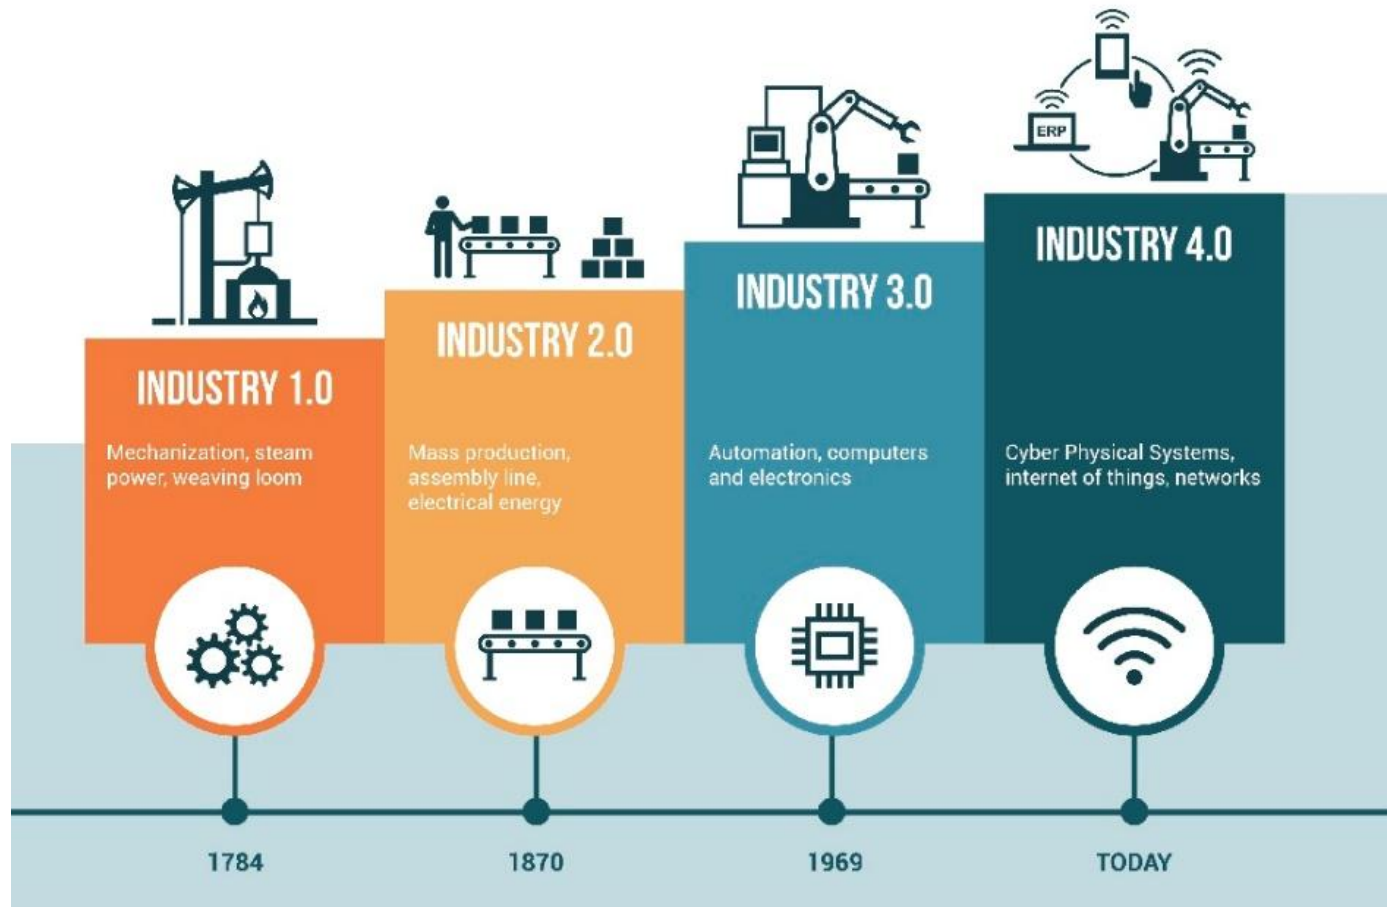 ERP
INDUSTRY 1.0
Mechanization, steam
power, weaving loom
INDUSTRY 2.0
Mass production,
assembly line,
electrical energy
INDUSTRY 3.0
Automation, computers
and electronics
INDUSTRY 4.0
Cyber Physical Systems,
internet of things, networks
1784
1870
1969
TODAY